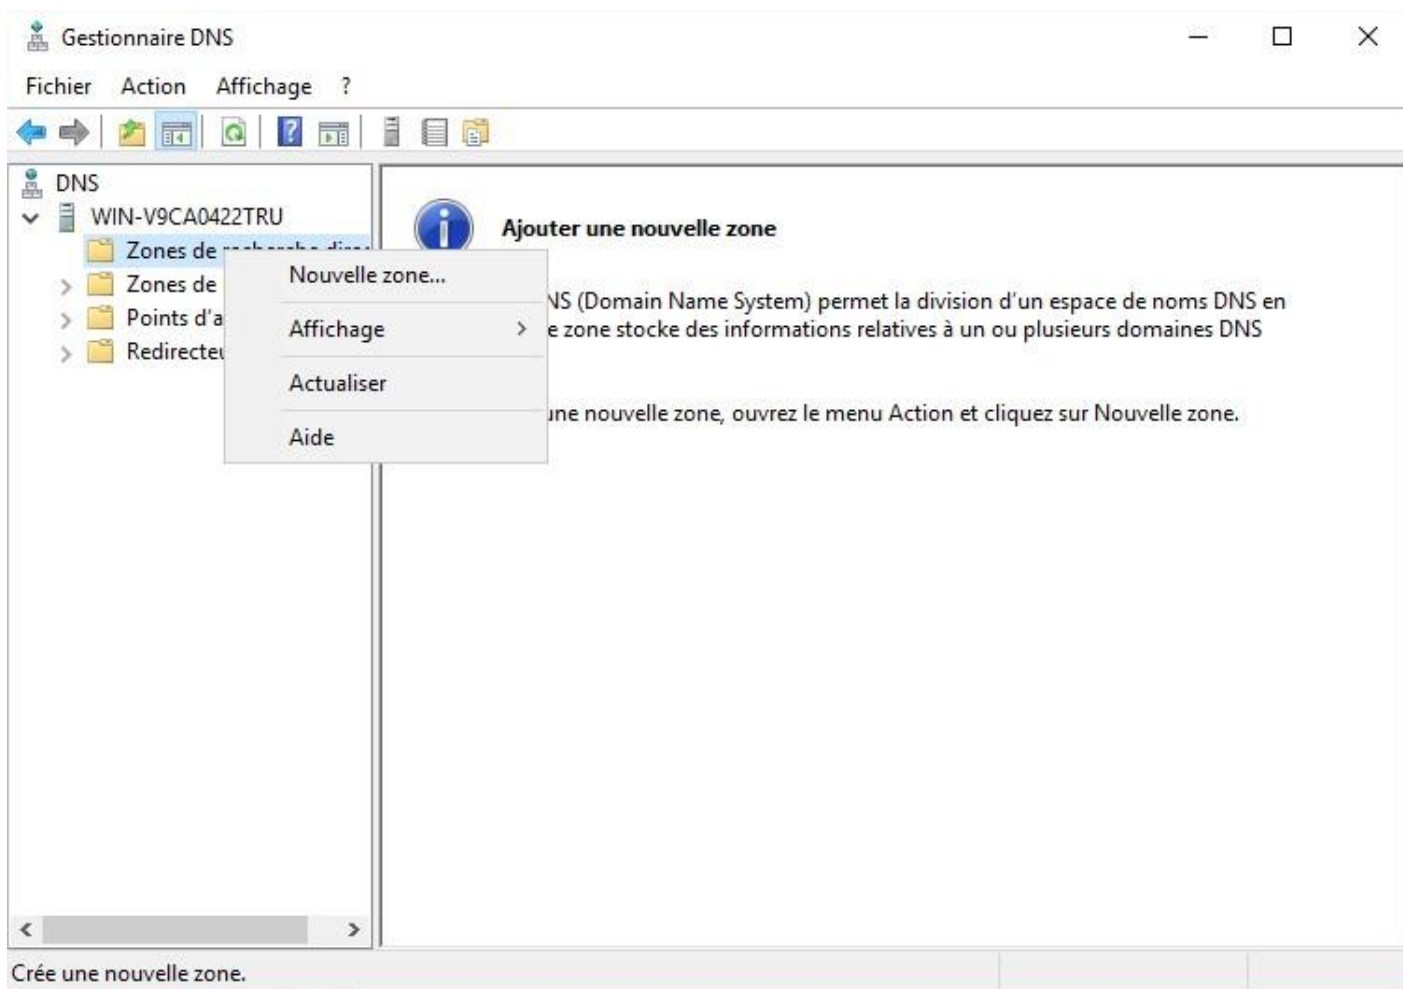 Gestionnaire DNS
Fichier Action Affichage ?
DNS
WIN-V9CA0422TRU
Zones de recherche
Zones de
Points d'a
Redirecteu
Nouvelle zone...
Affichage
Actualiser
Aide
Ajouter une nouvelle zone
NS (Domain Name System) permet la division d'un espace de noms DNS en
e zone stocke des informations relatives à un ou plusieurs domaines DNS
une nouvelle zone, ouvrez le menu Action et cliquez sur Nouvelle zone.
Crée une nouvelle zone.